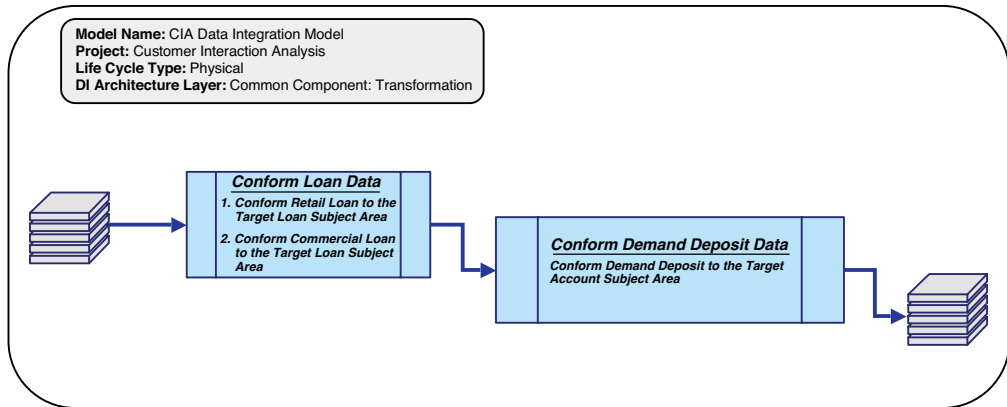 Model Name: CIA Data Integration Model
Project: Customer Interaction Analysis
Life Cycle Type: Physical
DI Architecture Layer: Common Component: Transformation
Conform Loan Data
1. Conform Retail Loan to the
Target Loan Subject Area
2. Conform Commercial Loan
to the Target Loan Subject
Area
Conform Demand Deposit Data
Conform Demand Deposit to the Target
Account Subject Area